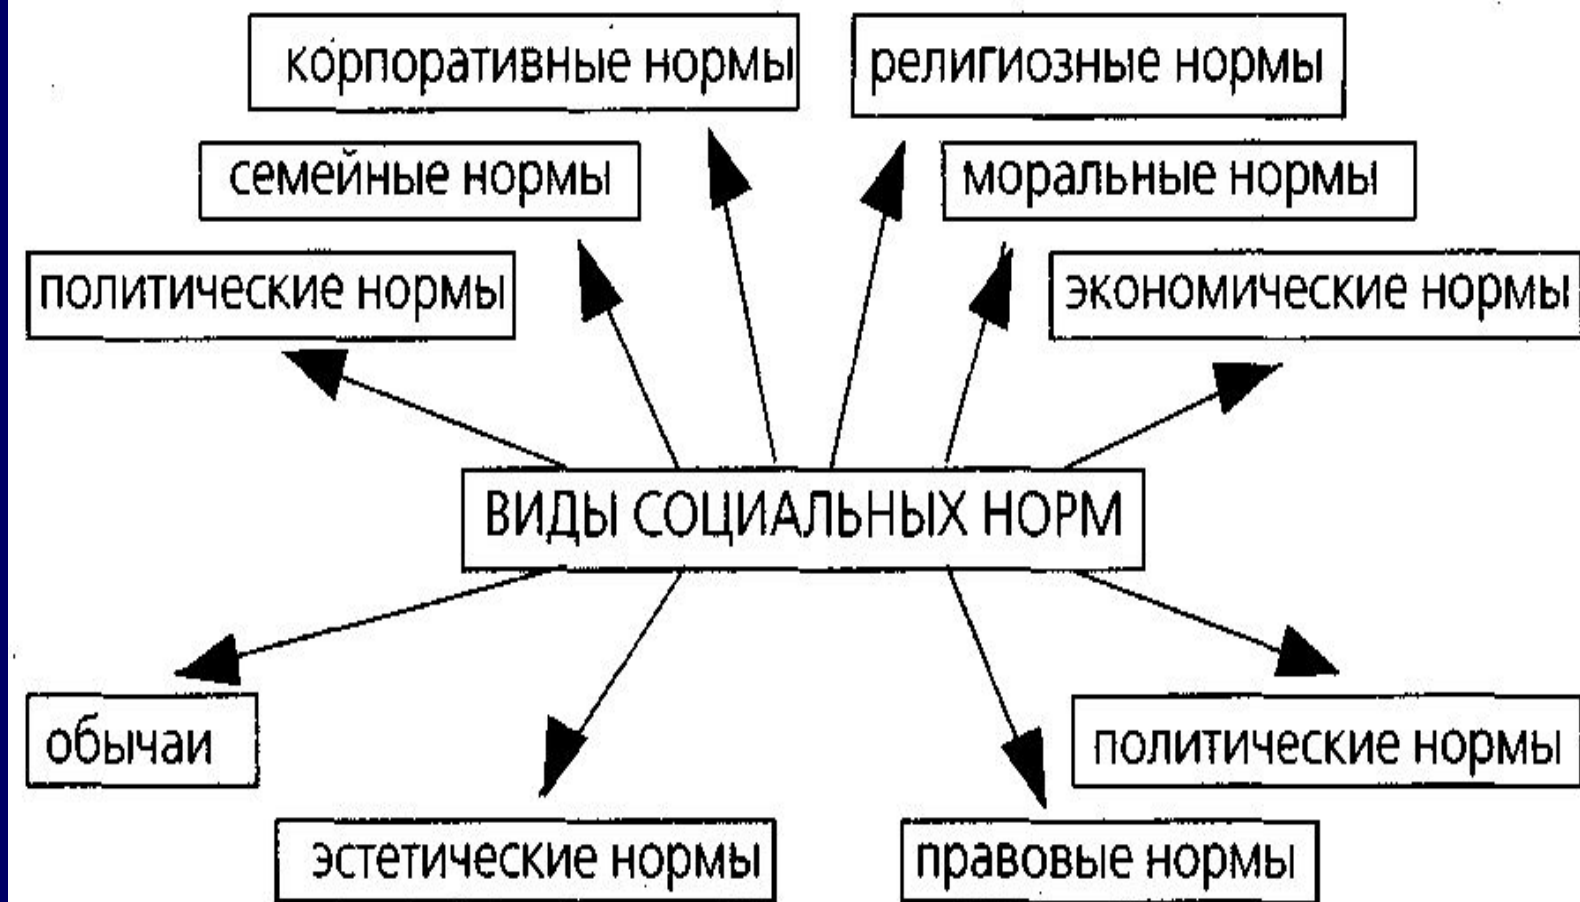 корпоративные нормы
религиозные нормы
семейные нормы
моральные нормы
политические нормы
экономические нормы
ВИДЫ СОЦИАЛЬНЫХ НОРМ
обычаи
политические нормы
эстетические нормы
правовые нормы